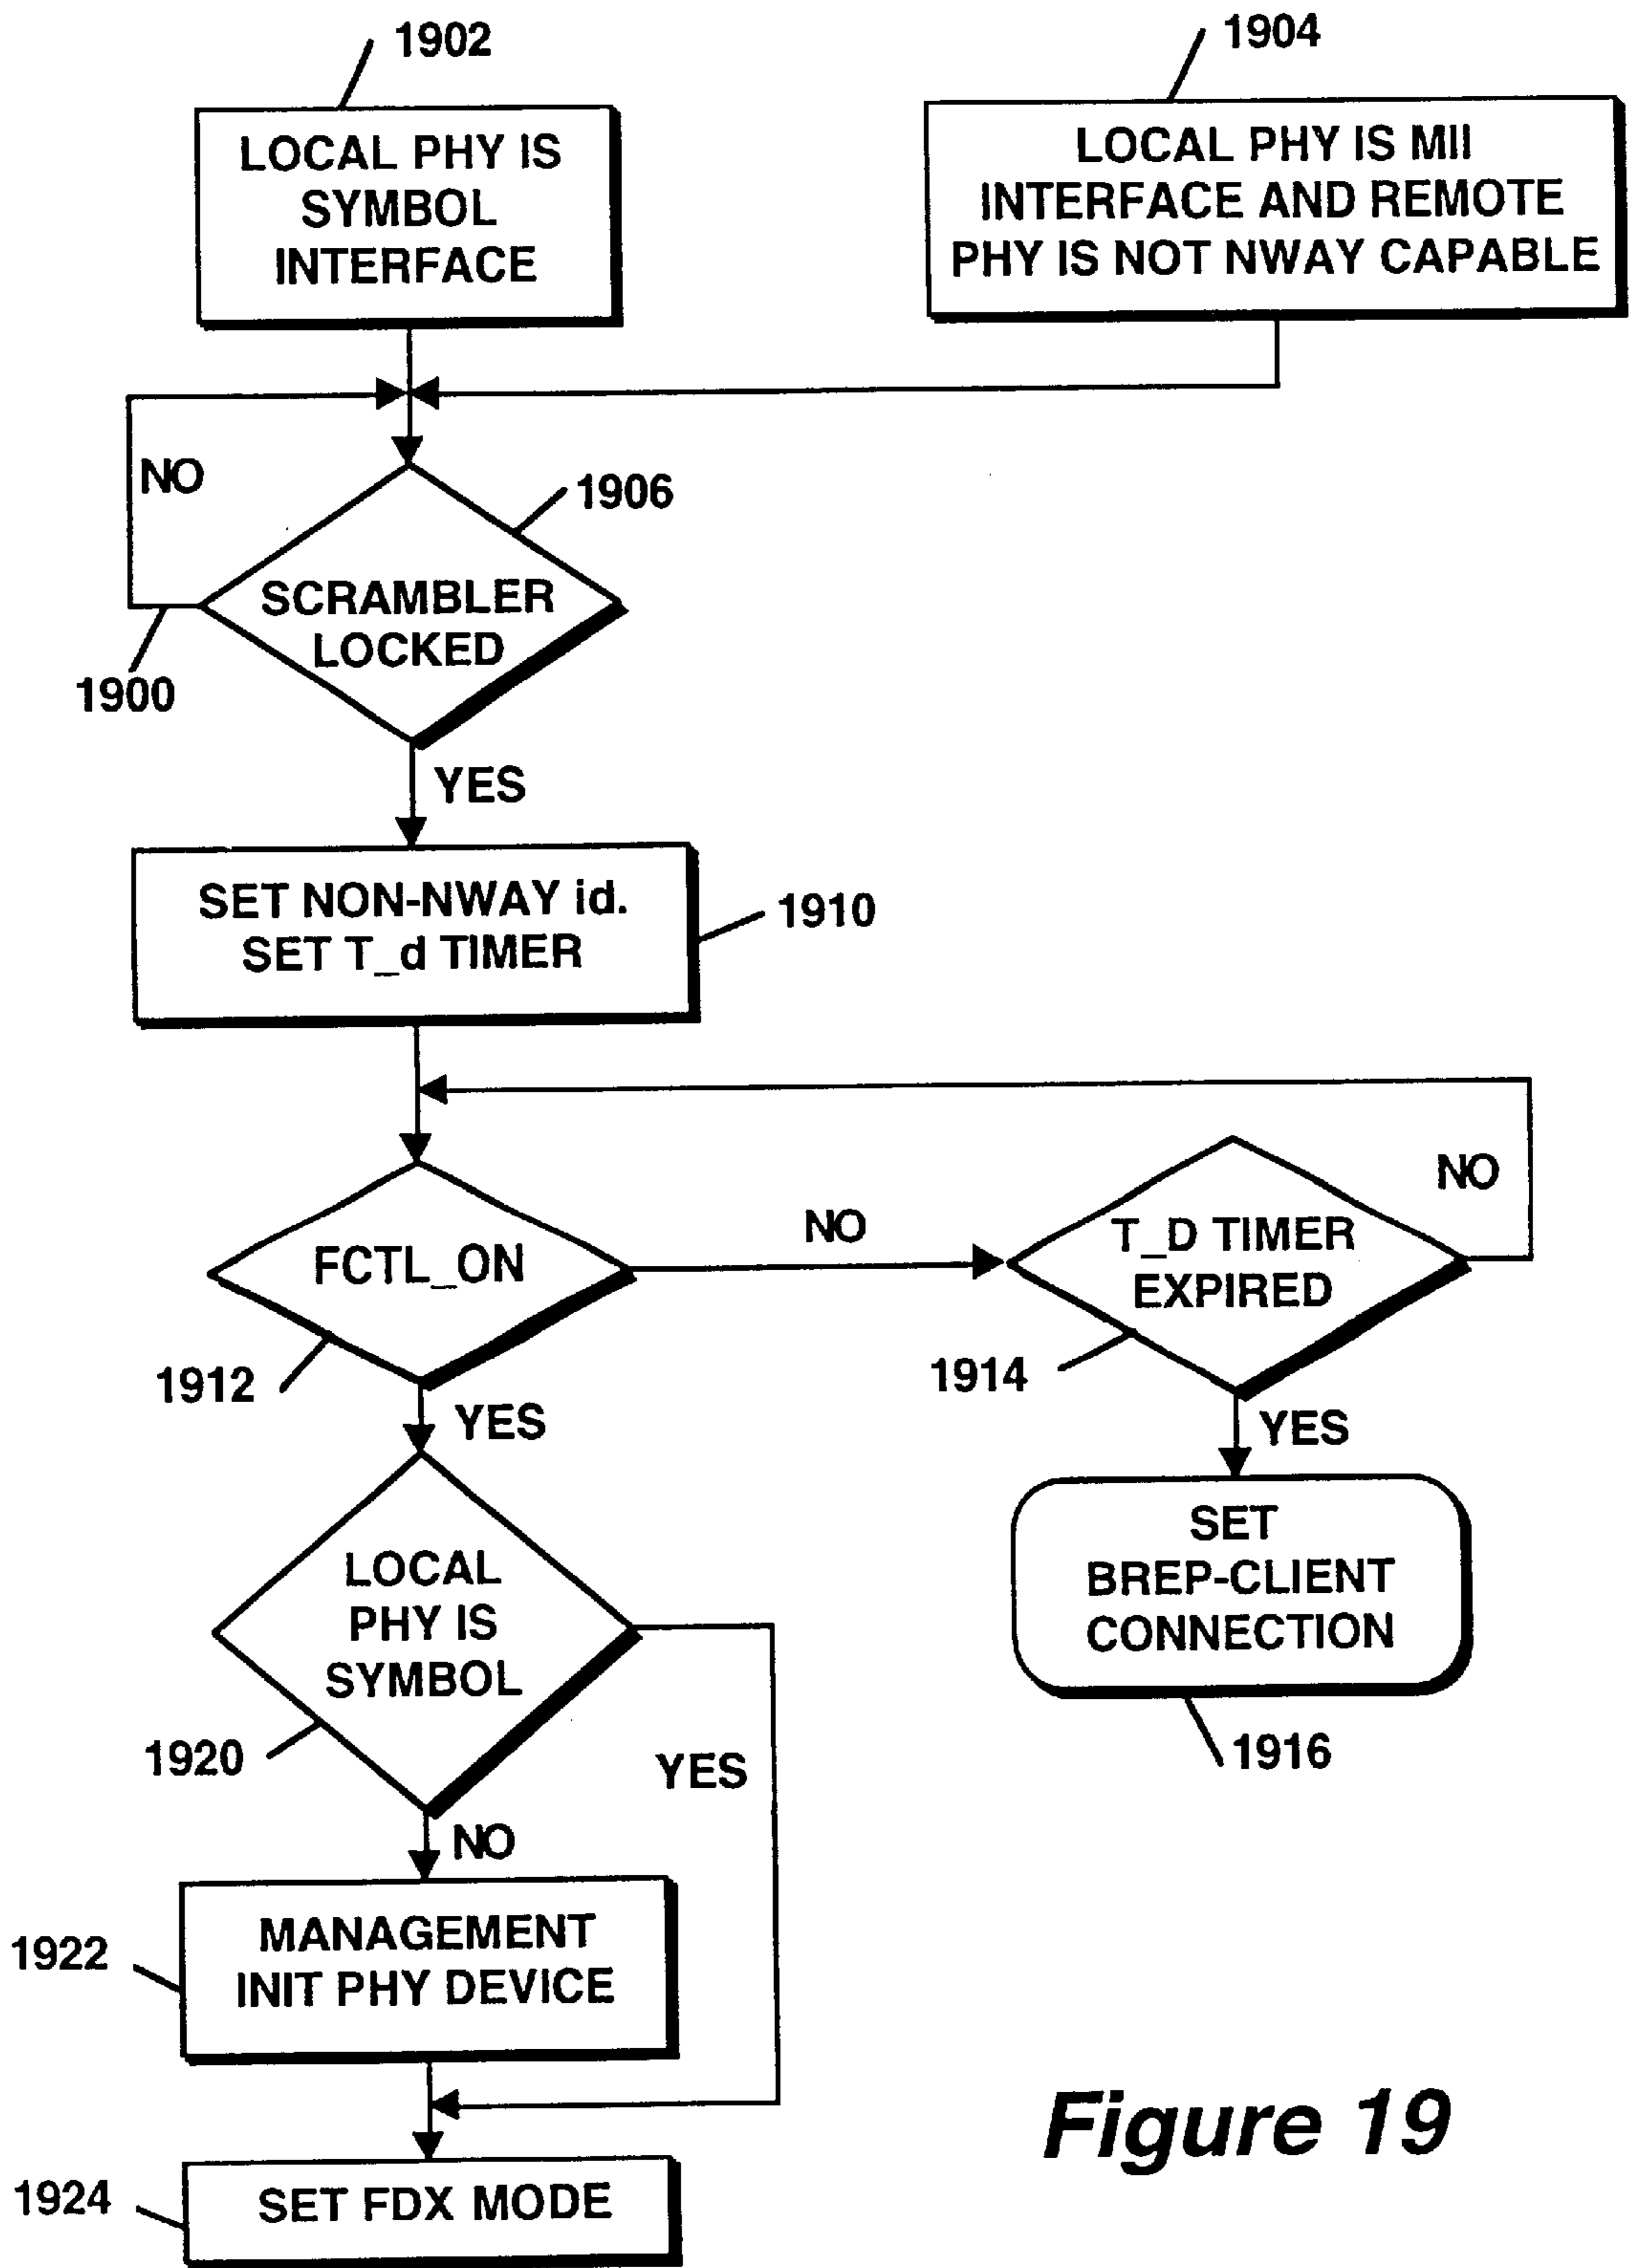 1902
1904
LOCAL PHY IS
SYMBOL
INTERFACE
LOCAL PHY IS MII
INTERFACE AND REMOTE
PHY IS NOT NWAY CAPABLE
NO
1906
SCRAMBLER
LOCKED
1900
YES
SET NON-NWAY id.
SET T_d TIMER
1910
NO
NO
FCTL_ON
T_D TIMER
EXPIRED
1912
1914
YES
YES
SET
BREP-CLIENT
CONNECTION
LOCAL
PHY IS
SYMBOL
1920
YES
1916
NO
MANAGEMENT
INIT PHY DEVICE
1922
SET FDX MODE
1924
Figure 19